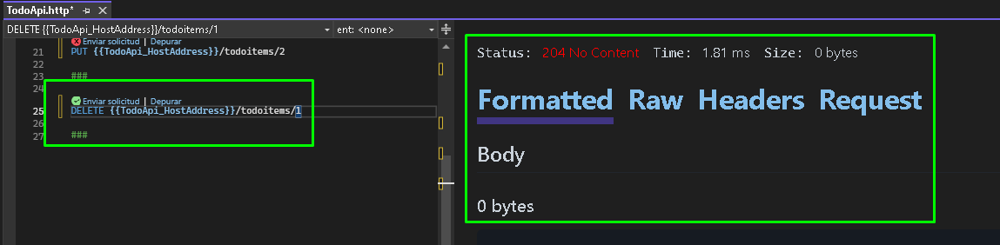 TodoApi.http*
DELETE {{TodoApi_HostAddress}}/todoitems/1
ent: <none>
Enviar solicitud | Depurar
21 PUT {{TodoApi_HostAddress}}/todoitems/2
22
23 ###
24
Enviar solicitud | Depurar
25 DELETE {{TodoApi_HostAddress}}/todoitems/1
26
27 ###
Status: 204 No Content Time: 1.81 ms Size: 0 bytes
Formatted Raw Headers Request
Body
0 bytes